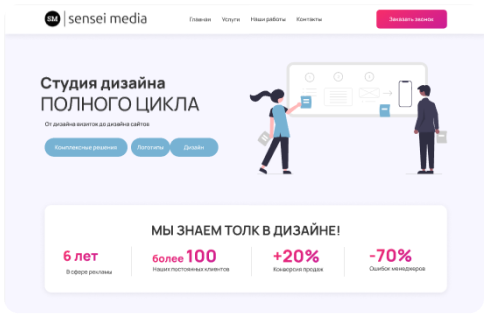 SM sensei media
Главная Услуги Наши работы Контакты
Заказать звонок
Студия дизайна
ПОЛНОГО ЦИКЛА
От дизайна визиток до дизайна сайтов
Комплексные решения Логотипы Дизайн
МЫ ЗНАЕМ ТОЛК В ДИЗАЙНЕ!
6 лет более 100 +20% -70%
В сфере рекламы Наших постоянных клиентов Конверсия продаж Ошибок менеджеров